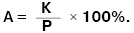 A = K/P × 100%.